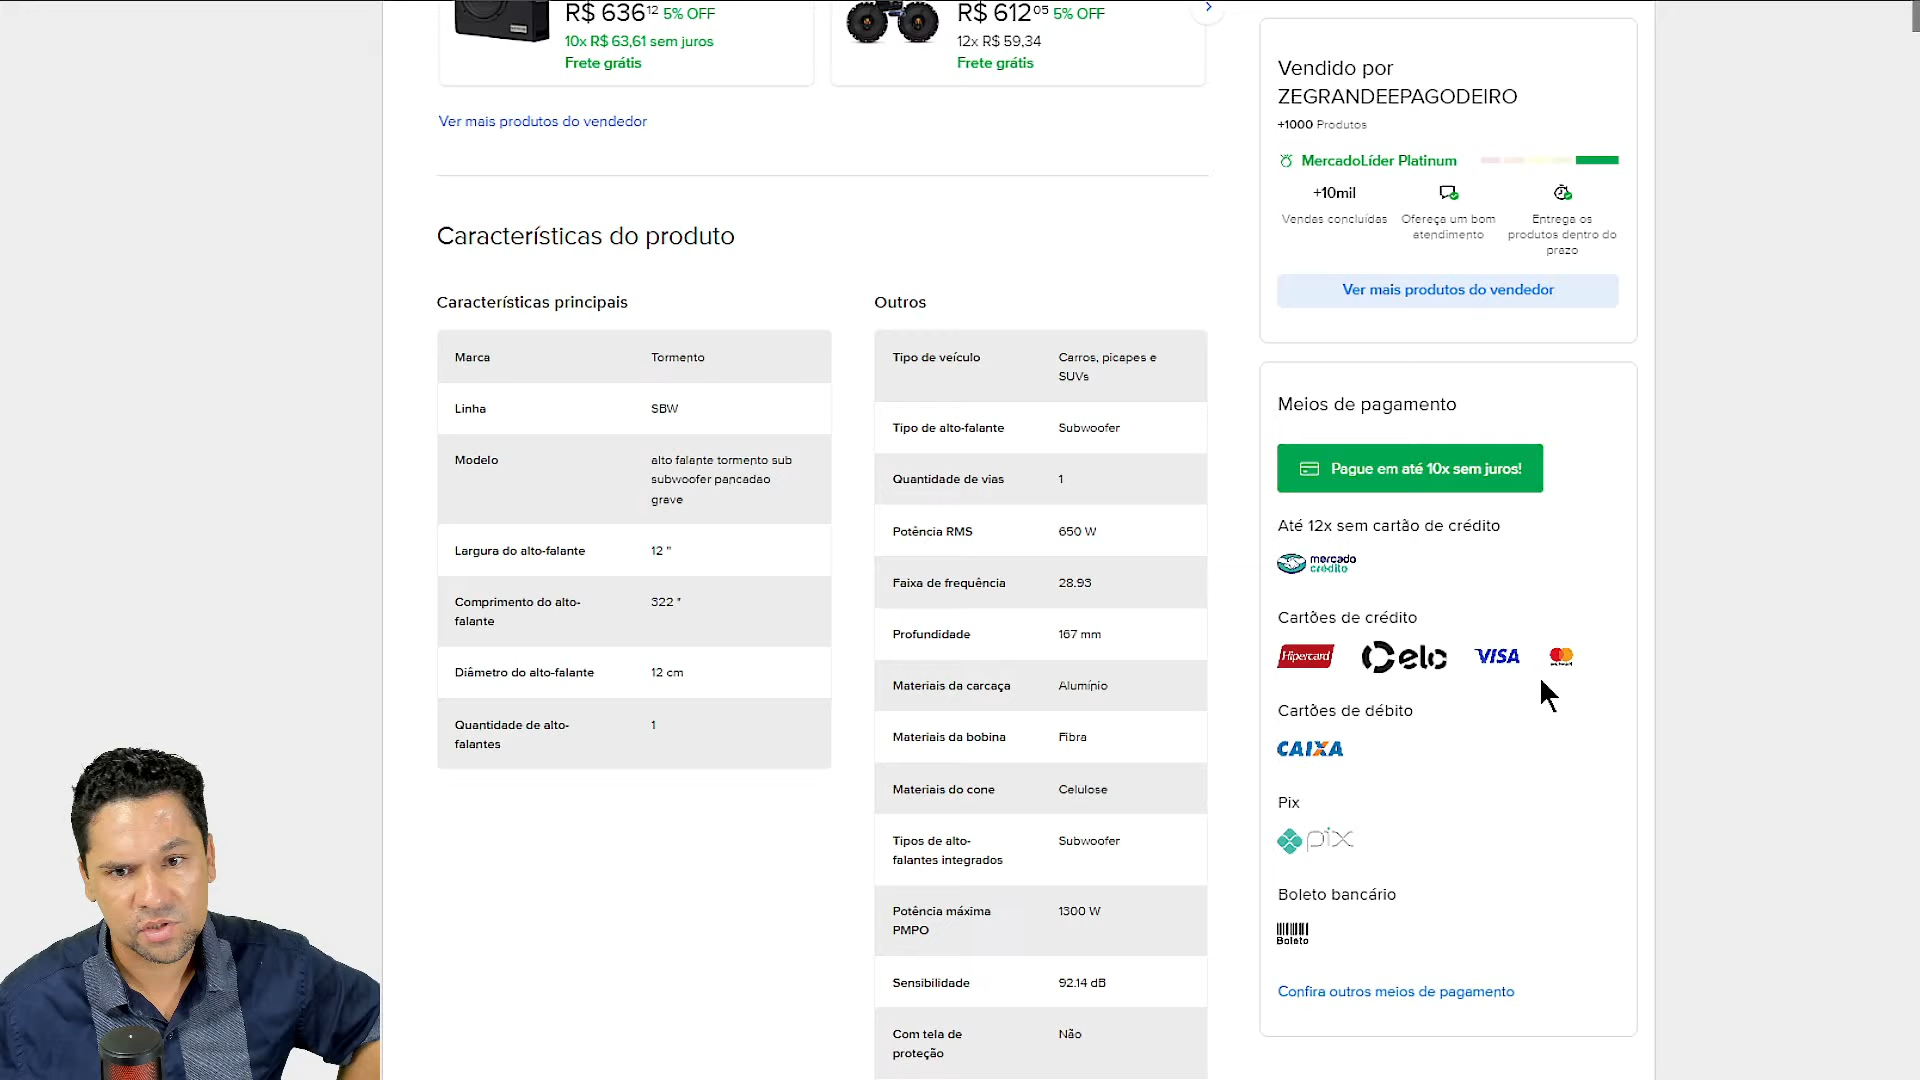 R$ 636¹² 5% OFF
10x R$ 63,61 sem juros
Frete grátis
R$ 612⁰⁵ 5% OFF
12x R$ 59,34
Frete grátis
Ver mais produtos do vendedor
Características do produto
Características principais
Marca Tormento
Linha SBW
Modelo alto falante tormento sub
subwoofer pancadao
grave
Largura do alto-falante 12 "
Comprimento do alto- 322 "
falante
Diâmetro do alto-falante 12 cm
Quantidade de alto- 1
falantes
Outros
Tipo de veículo Carros, picapes e
SUVs
Tipo de alto-falante Subwoofer
Quantidade de vias 1
Potência RMS 650 W
Faixa de frequência 28.93
Profundidade 167 mm
Materiais da carcaça Alumínio
Materiais da bobina Fibra
Materiais do cone Celulose
Tipos de alto- Subwoofer
falantes integrados
Potência máxima 1300 W
PMPO
Sensibilidade 92.14 dB
Com tela de Não
proteção
Vendido por
ZEGRANDEEPAGODEIRO
+1000 Produtos
MercadoLíder Platinum
+10mil
Vendas concluídas
Ofereça um bom
atendimento
Entrega os
produtos dentro do
prazo
Ver mais produtos do vendedor
Meios de pagamento
Pague em até 10x sem juros!
Até 12x sem cartão de crédito
mercado
crédito
Cartões de crédito
Hipercard elo VISA
Cartões de débito
CAIXA
Pix
pix
Boleto bancário
Boleto
Confira outros meios de pagamento